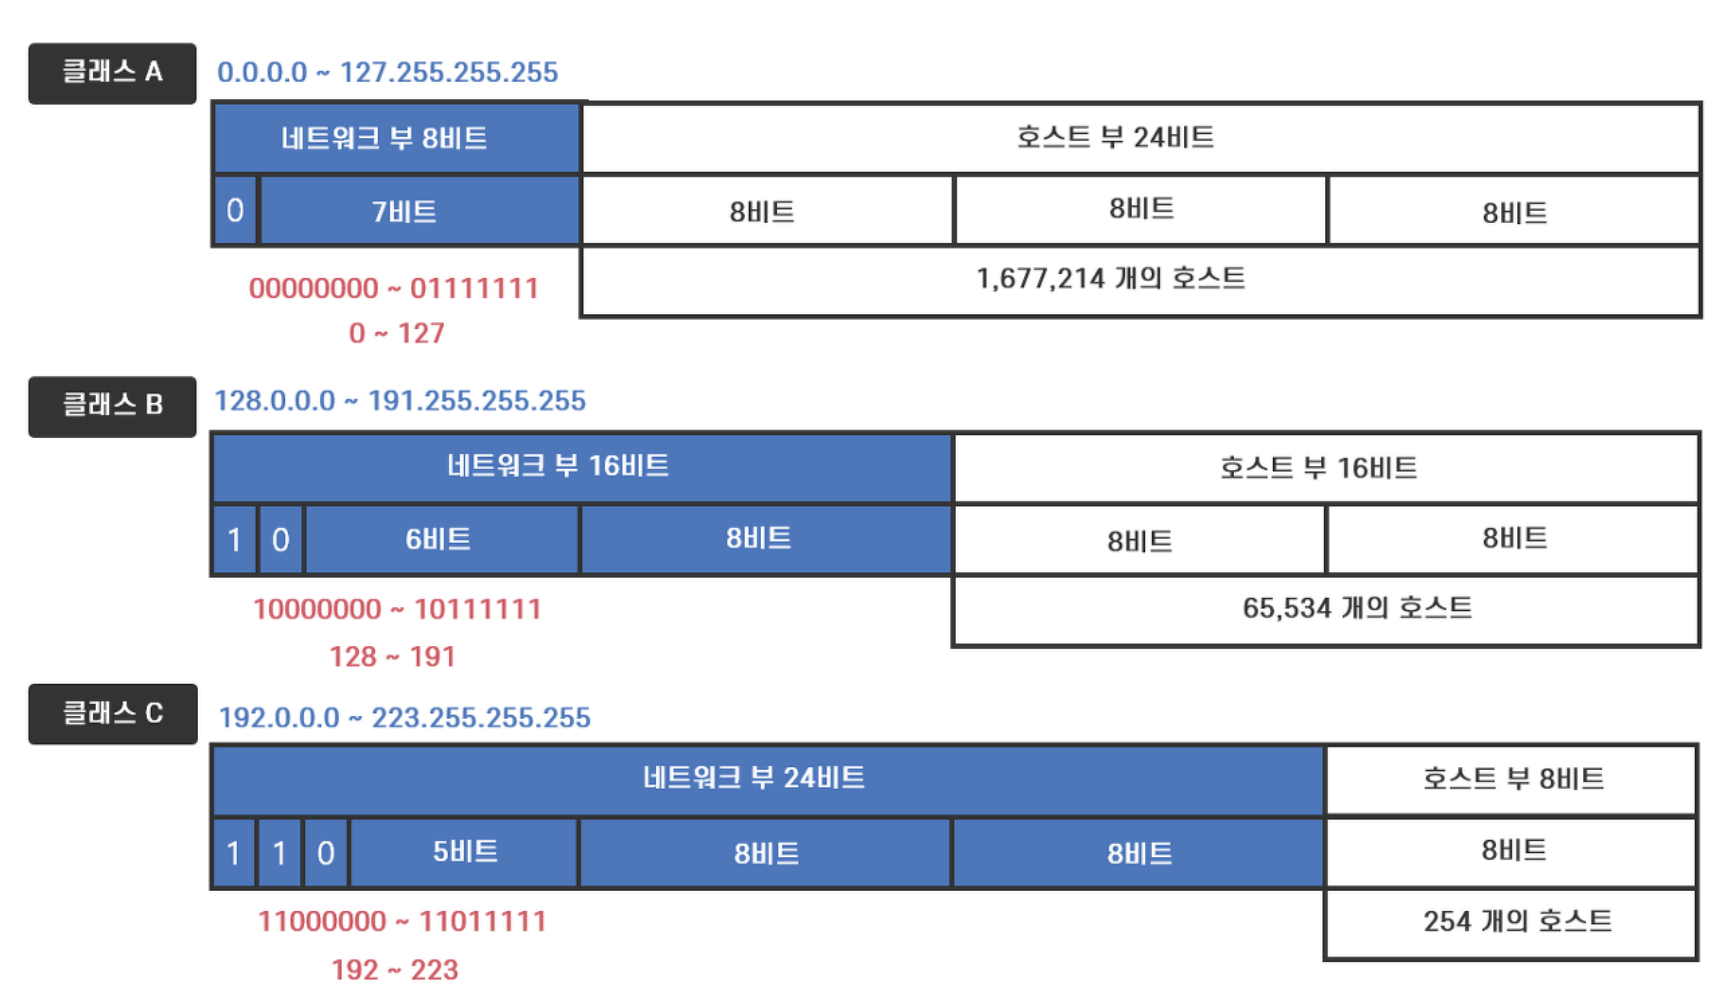 클래스 A
0.0.0.0 ~ 127.255.255.255
네트워크 부 8비트
호스트 부 24비트
0
7비트
8비트
8비트
8비트
00000000 ~ 01111111
0 ~ 127
1,677,214 개의 호스트
클래스 B
128.0.0.0 ~ 191.255.255.255
네트워크 부 16비트
호스트 부 16비트
1
0
6비트
8비트
8비트
8비트
10000000 ~ 10111111
128 ~ 191
65,534 개의 호스트
클래스 C
192.0.0.0 ~ 223.255.255.255
네트워크 부 24비트
호스트 부 8비트
1
1
0
5비트
8비트
8비트
8비트
11000000 ~ 11011111
192 ~ 223
254 개의 호스트